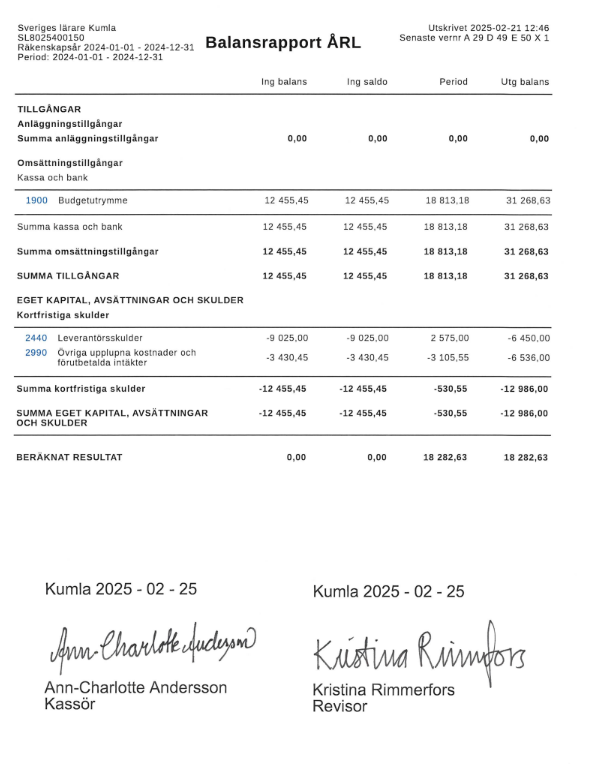 Sveriges lärare Kumla
SL8025400150
Räkenskapsår 2024-01-01 - 2024-12-31
Period: 2024-01-01 - 2024-12-31
Balansrapport ÅRL
Utskrivet 2025-02-21 12:46
Senaste vernr A 29 D 49 E 50 X 1
Ing balans Ing saldo Period Utg balans
TILLGÅNGAR
Anläggningstillgångar
Summa anläggningstillgångar 0,00 0,00 0,00 0,00
Omsättningstillgångar
Kassa och bank
1900 Budgetutrymme 12 455,45 12 455,45 18 813,18 31 268,63
Summa kassa och bank 12 455,45 12 455,45 18 813,18 31 268,63
Summa omsättningstillgångar 12 455,45 12 455,45 18 813,18 31 268,63
SUMMA TILLGÅNGAR 12 455,45 12 455,45 18 813,18 31 268,63
EGET KAPITAL, AVSÄTTNINGAR OCH SKULDER
Kortfristiga skulder
2440 Leverantörsskulder -9 025,00 -9 025,00 2 575,00 -6 450,00
2990 Övriga upplupna kostnader och
förutbetalda intäkter -3 430,45 -3 430,45 -3 105,55 -6 536,00
Summa kortfristiga skulder -12 455,45 -12 455,45 -530,55 -12 986,00
SUMMA EGET KAPITAL, AVSÄTTNINGAR -12 455,45 -12 455,45 -530,55 -12 986,00
OCH SKULDER
BERÄKNAT RESULTAT 0,00 0,00 18 282,63 18 282,63
Kumla 2025 - 02 - 25
Ann-Charlotte Andersson
Ann-Charlotte Andersson
Kassör
Kumla 2025 - 02 - 25
Kristina Rimmerfors
Kristina Rimmerfors
Revisor